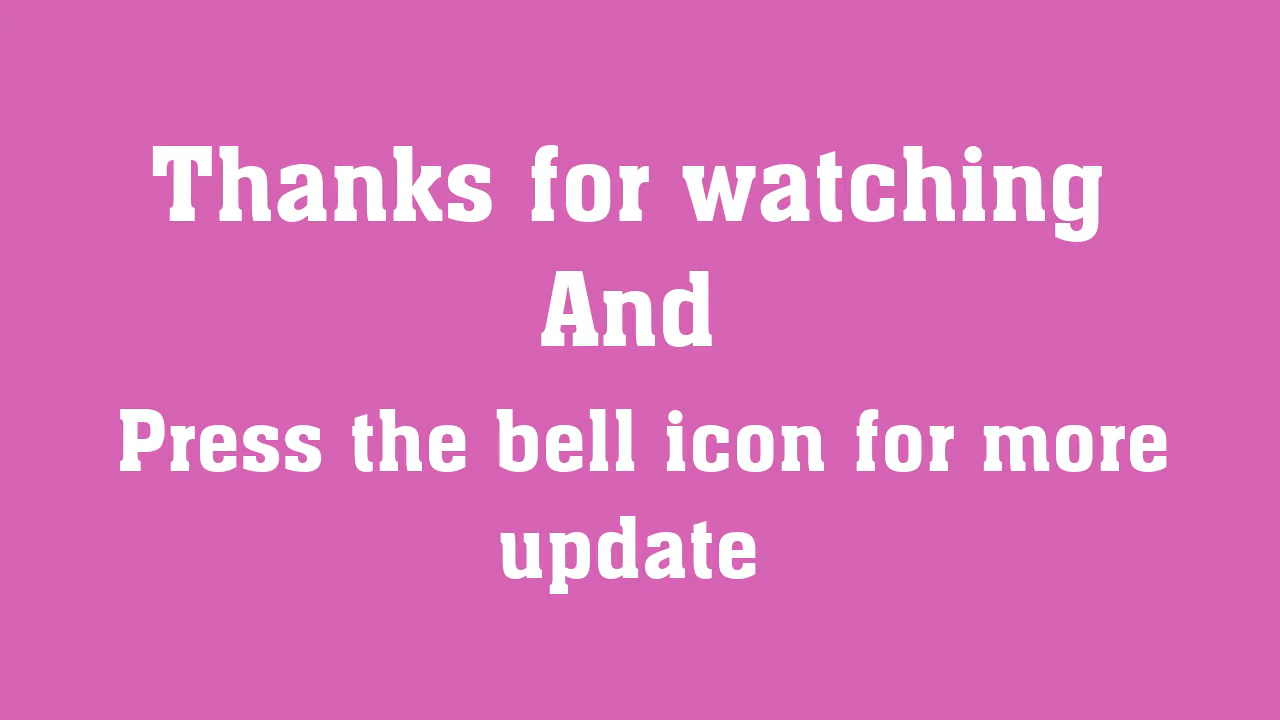 Thanks for watching
And
Press the bell icon for more
update